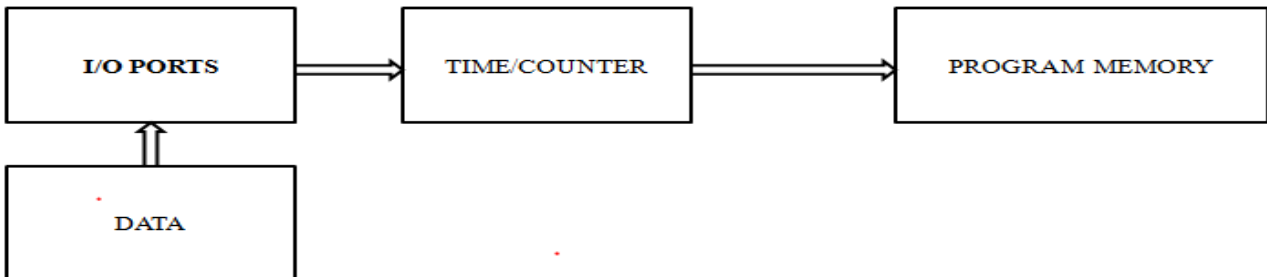 I/O PORTS
TIME/COUNTER
PROGRAM MEMORY
DATA